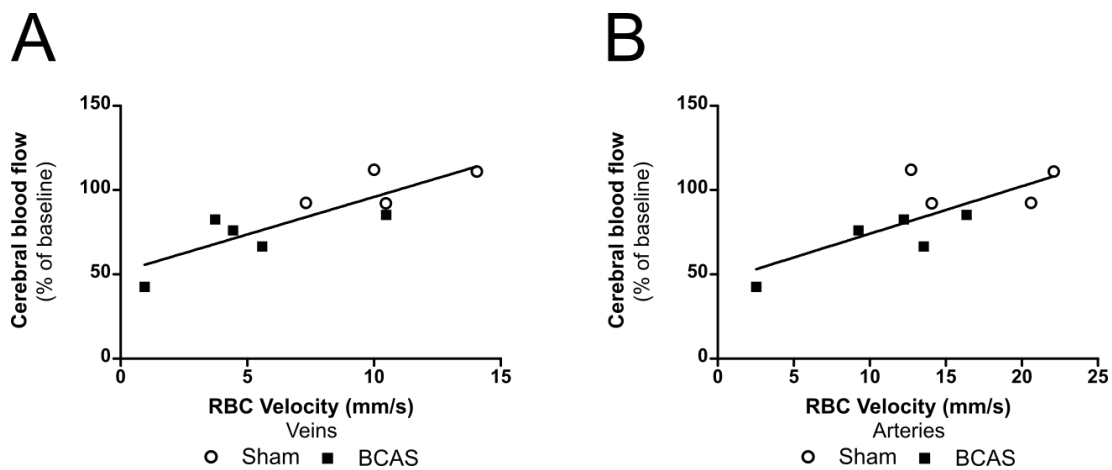 A
150
100
50
0
Cerebral blood flow
(% of baseline)
0 5 10 15
RBC Velocity (mm/s)
Veins
Sham BCAS
B
150
100
50
0
Cerebral blood flow
(% of baseline)
0 5 10 15 20 25
RBC Velocity (mm/s)
Arteries
Sham BCAS